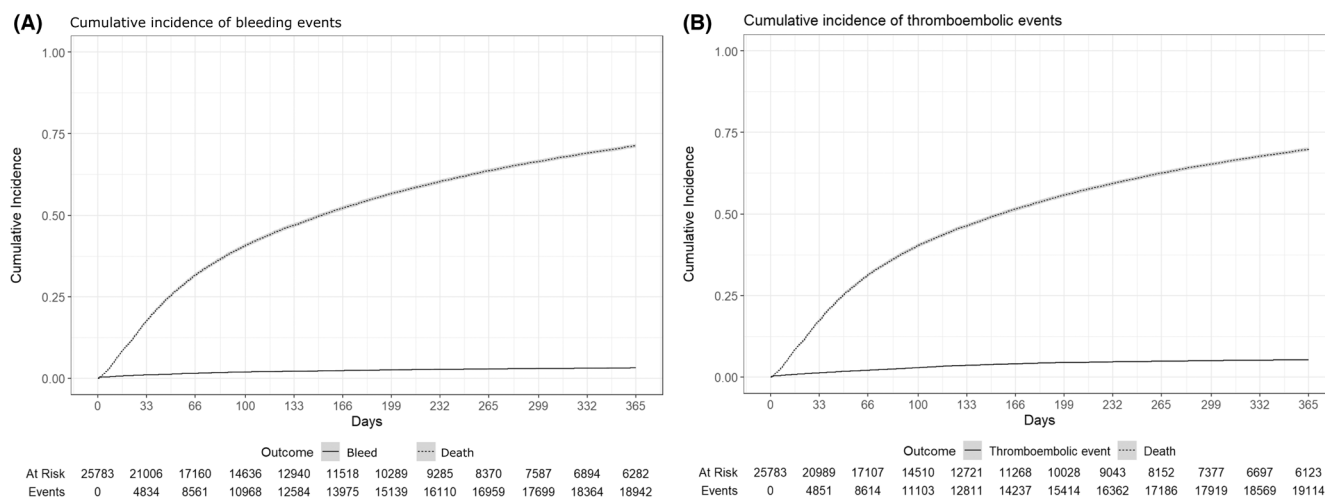 (A) Cumulative incidence of bleeding events
1.00
0.75
0.50
0.25
0.00
Cumulative Incidence
0 33 66 100 133 166 199 232 265 299 332 365
Days
Outcome Bleed Death
At Risk 25783 21006 17160 14636 12940 11518 10289 9285 8370 7587 6894 6282
Events 0 4834 8561 10968 12584 13975 15139 16110 16959 17699 18364 18942
(B) Cumulative incidence of thromboembolic events
1.00
0.75
0.50
0.25
0.00
Cumulative Incidence
0 33 66 100 133 166 199 232 265 299 332 365
Days
Outcome Thromboembolic event Death
At Risk 25783 20989 17107 14510 12721 11268 10028 9043 8152 7377 6697 6123
Events 0 4851 8614 11103 12811 14237 15414 16362 17186 17919 18569 19114